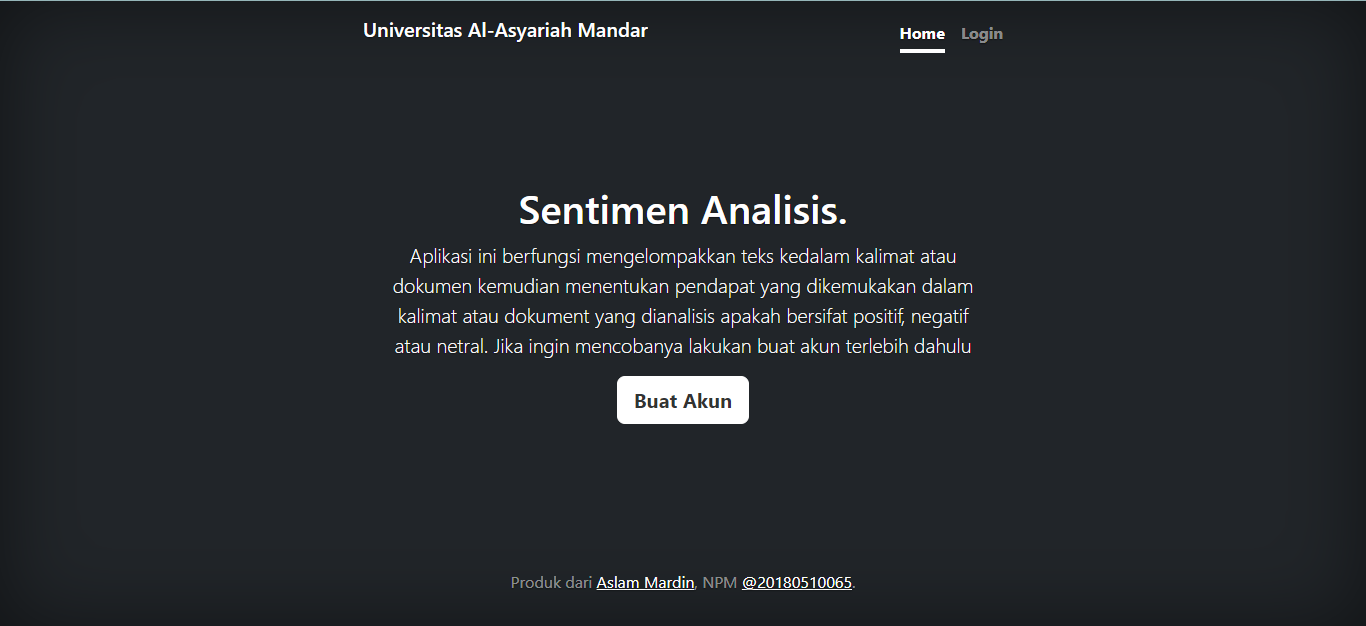 Universitas Al-Asyariah Mandar
Home Login
Sentimen Analisis.
Aplikasi ini berfungsi mengelompakkan teks kedalam kalimat atau
dokumen kemudian menentukan pendapat yang dikemukakan dalam
kalimat atau dokument yang dianalisis apakah bersifat positif, negatif
atau netral. Jika ingin mencobanya lakukan buat akun terlebih dahulu
Buat Akun
Produk dari Aslam Mardin, NPM @20180510065.